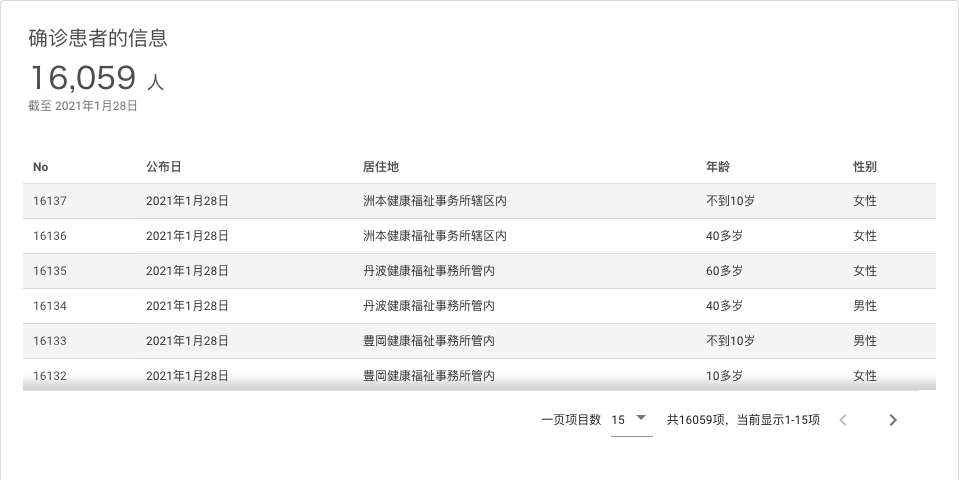 确诊患者的信息
16,059 人
截至 2021年1月28日
No 公布日 居住地 年龄 性别
16137 2021年1月28日 洲本健康福祉事务所辖区内 不到10岁 女性
16136 2021年1月28日 洲本健康福祉事务所辖区内 40多岁 女性
16135 2021年1月28日 丹波健康福祉事務所管内 60多岁 女性
16134 2021年1月28日 丹波健康福祉事務所管内 40多岁 男性
16133 2021年1月28日 豊岡健康福祉事務所管内 不到10岁 男性
16132 2021年1月28日 豊岡健康福祉事務所管内 10多岁 女性
一页项目数 15 共16059项，当前显示1-15项